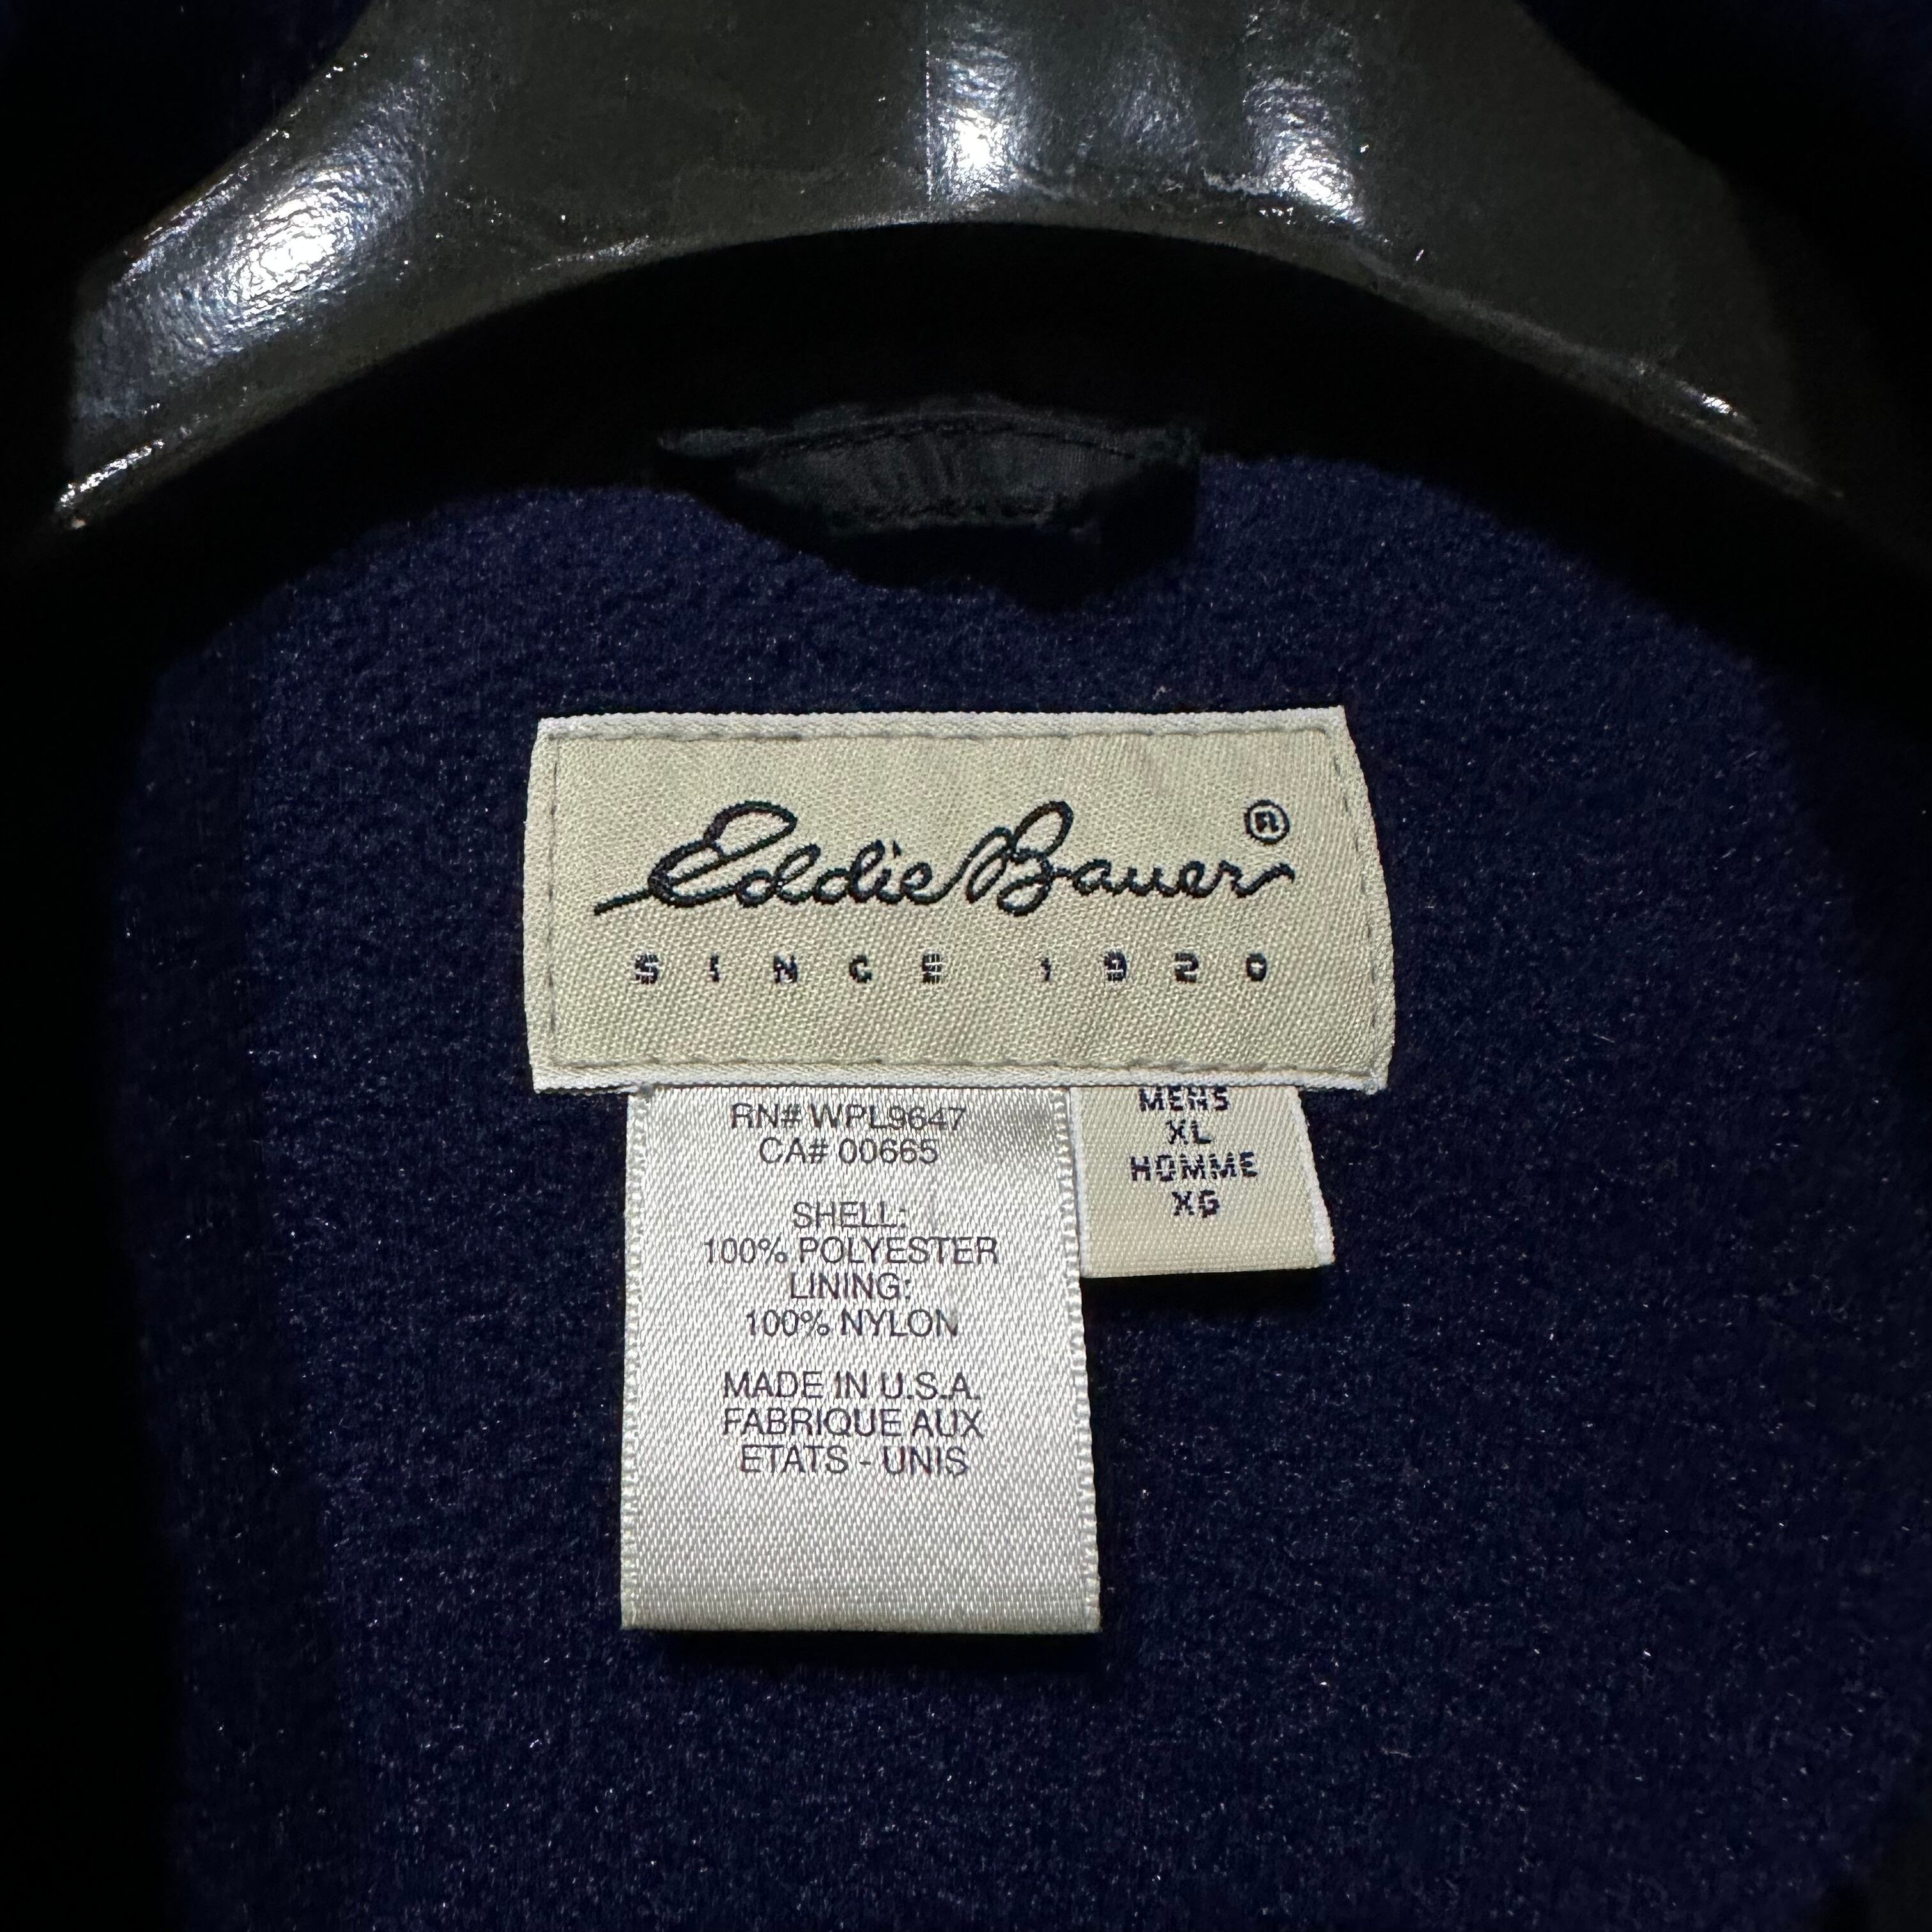 Eddie Bauer®
SINCE 1920
RN# WPL9647
CA# 00665
SHELL:
100% POLYESTER
LINING:
100% NYLON
MADE IN U.S.A.
FABRIQUE AUX
ETATS - UNIS
MENS
XL
HOMME
XG